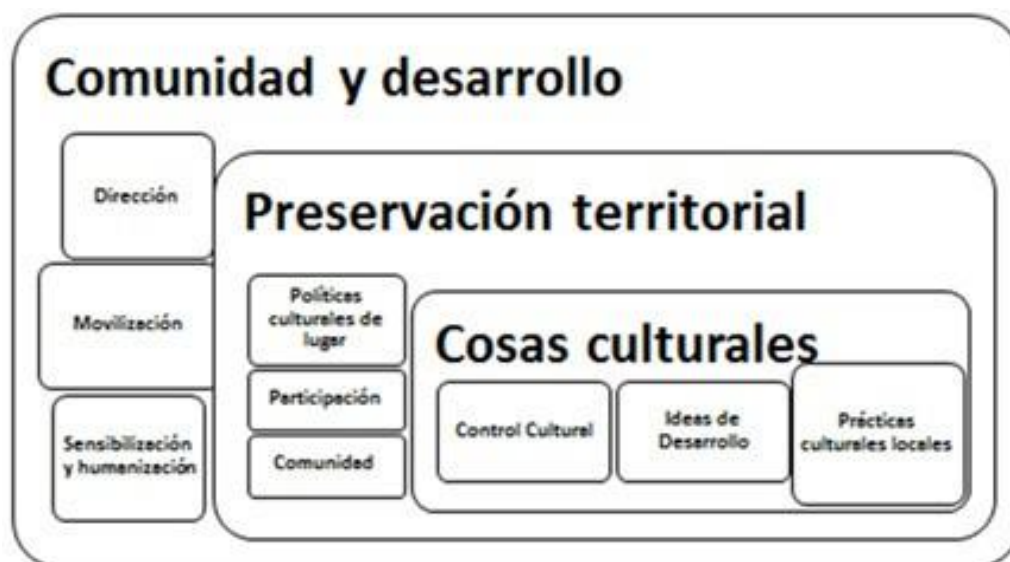 Comunidad y desarrollo
Dirección
Movilización
Sensibilización
y humanización
Preservación territorial
Políticas
culturales de
lugar
Participación
Comunidad
Cosas culturales
Control Cultural
Ideas de
Desarrollo
Prácticas
culturales locales